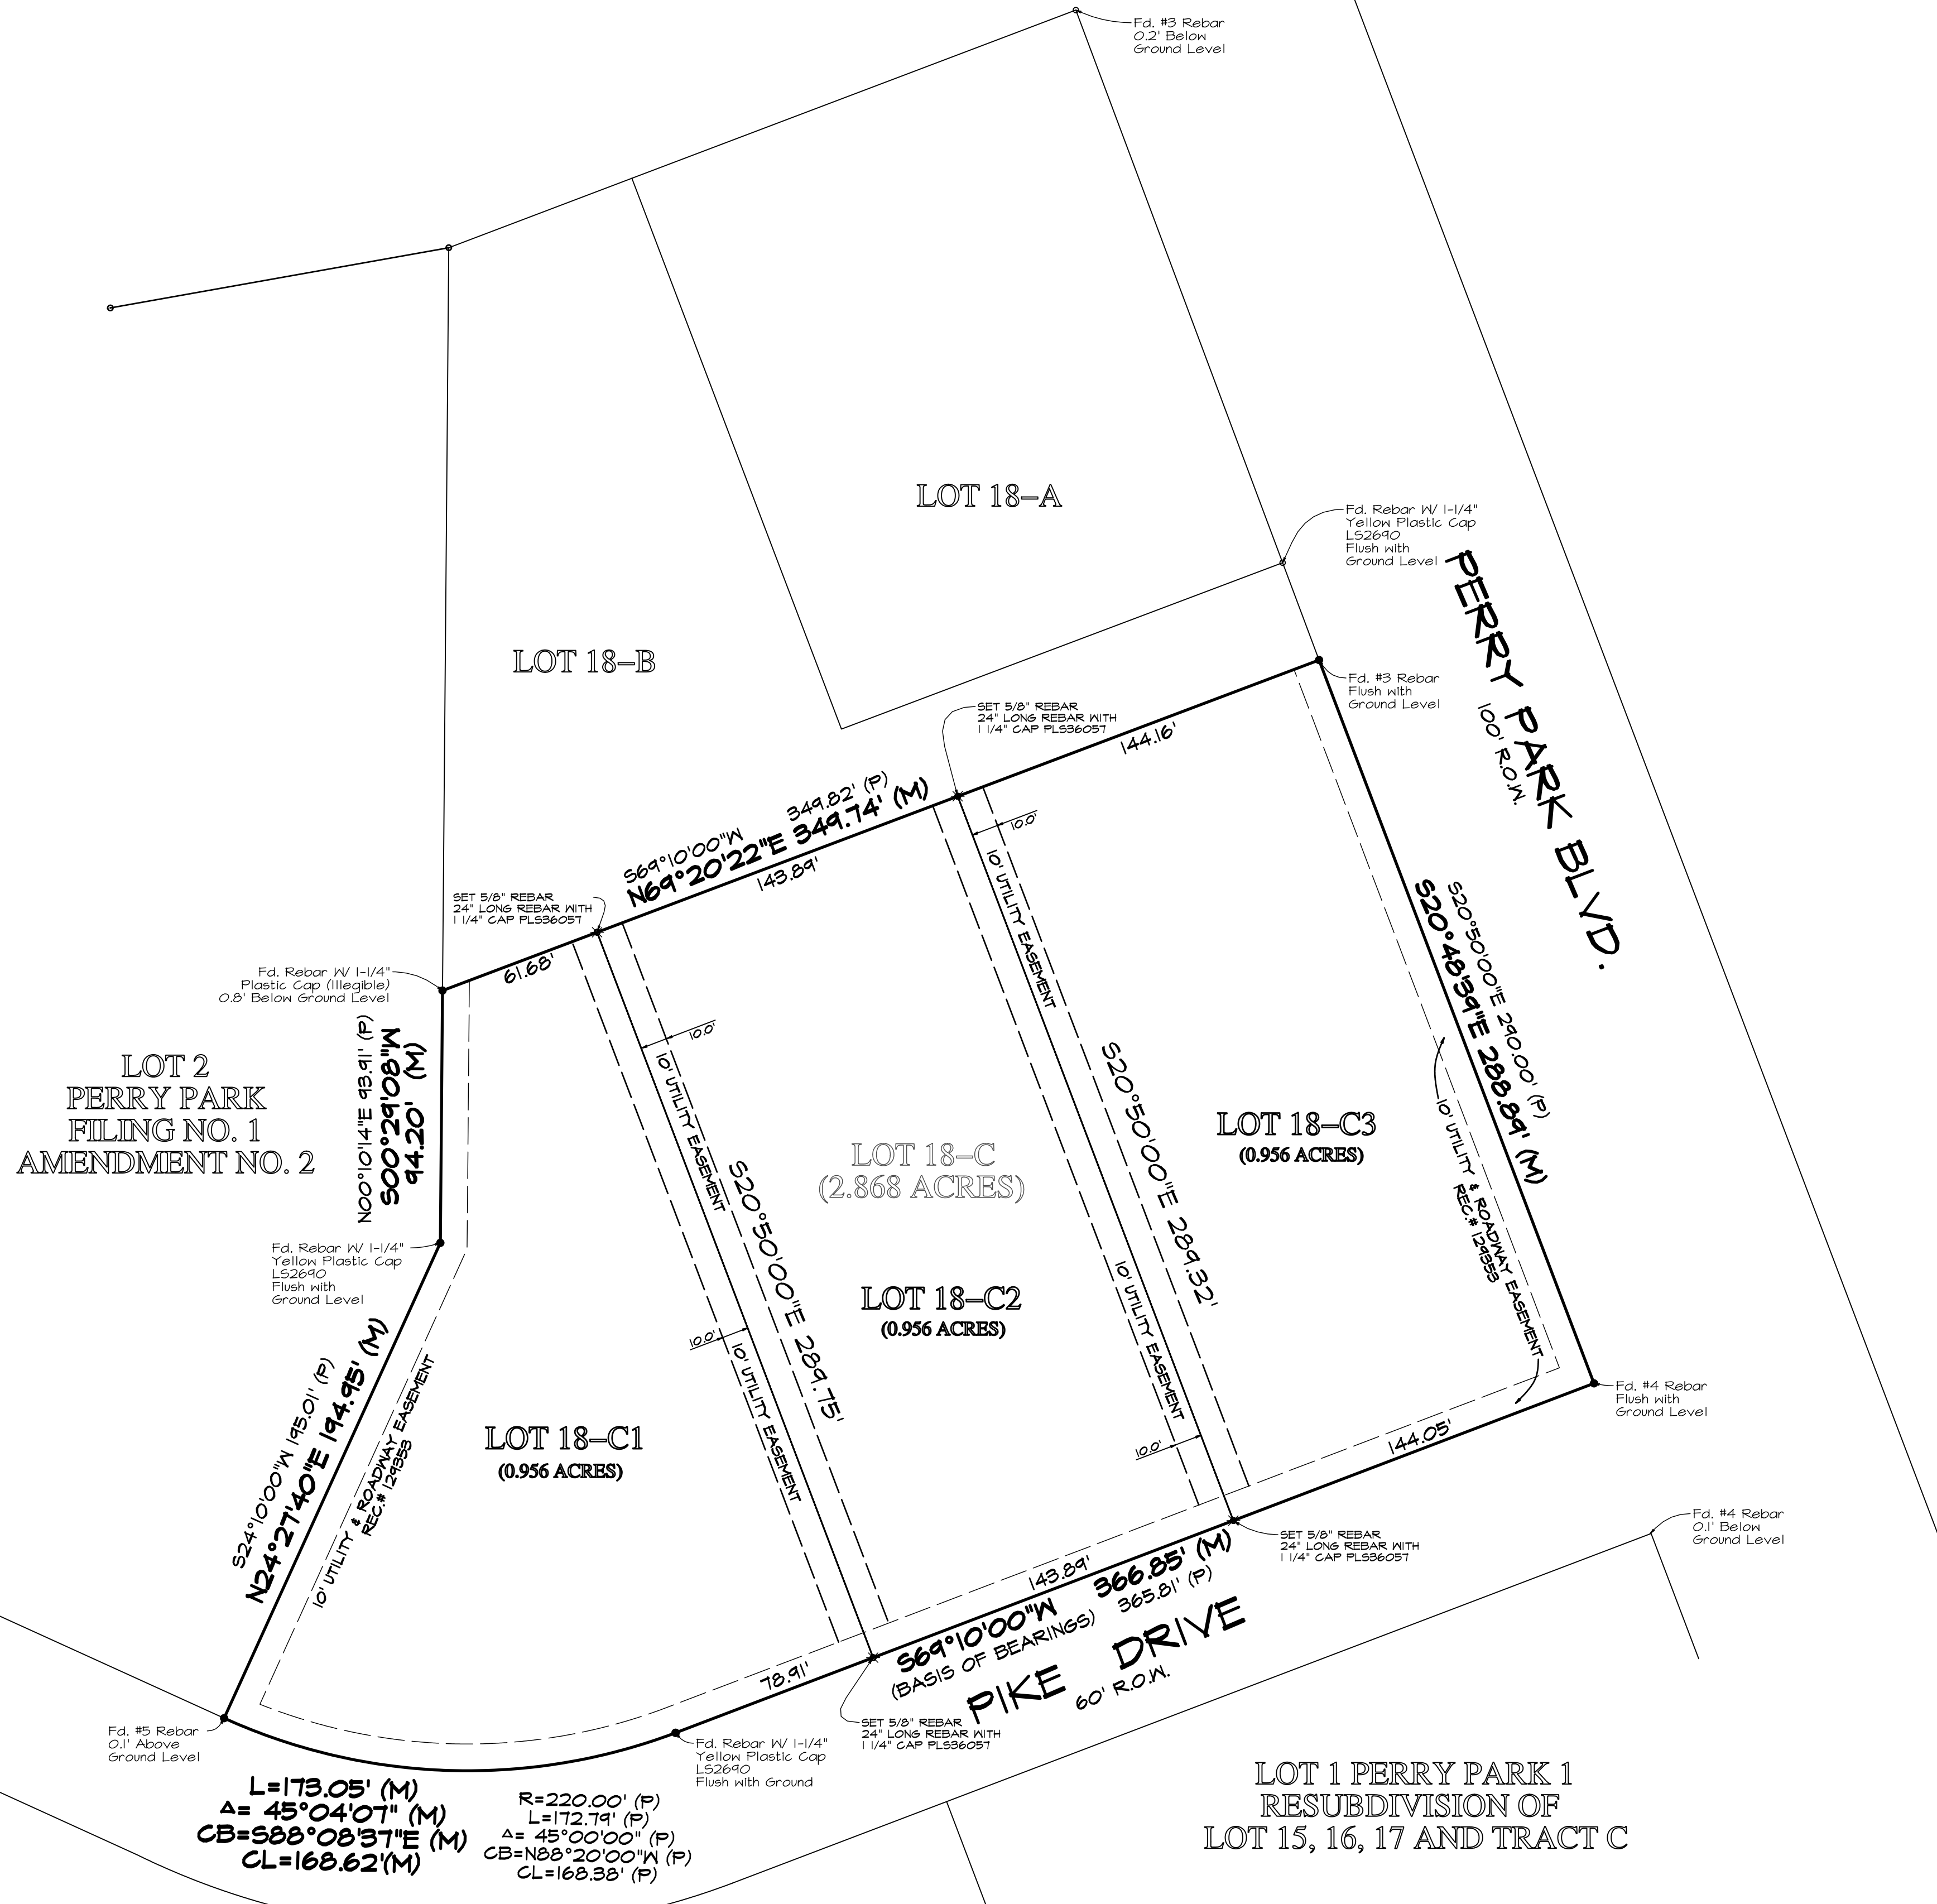 Fd. #3 Rebar
0.2' Below
Ground Level
LOT 18-A
Fd. Rebar W/ 1-1/4"
Yellow Plastic Cap
LS2690
Flush with
Ground Level
PERRY PARK BLVD.
100' R.O.W.
LOT 18-B
Fd. #3 Rebar
Flush with
Ground Level
SET 5/8" REBAR
24" LONG REBAR WITH
1 1/4" CAP PLS36057
144.16'
349.82' (P)
S69°10'00"W
N69°20'22"E 349.74' (M)
143.89'
SET 5/8" REBAR
24" LONG REBAR WITH
1 1/4" CAP PLS36057
61.68'
10.0'
10' UTILITY EASEMENT
10.0'
10' UTILITY EASEMENT
S20°50'00"E 290.00' (P)
S20°48'39"E 288.89' (M)
Fd. Rebar W/ 1-1/4"
Plastic Cap (Illegible)
0.8' Below Ground Level
N00°10'14"E 93.91' (P)
S00°29'08"W
94.20' (M)
LOT 2
PERRY PARK
FILING NO. 1
AMENDMENT NO. 2
S20°50'00"E 289.32'
LOT 18-C3
(0.956 ACRES)
LOT 18-C
(2.868 ACRES)
10' UTILITY & ROADWAY EASEMENT
REC.# 129353
S20°50'00"E 289.75'
Fd. Rebar W/ 1-1/4"
Yellow Plastic Cap
LS2690
Flush with
Ground Level
LOT 18-C2
(0.956 ACRES)
10.0'
10' UTILITY EASEMENT
10' UTILITY EASEMENT
10.0'
S24°10'00"W 195.01' (P)
N24°27'40"E 194.95' (M)
10' UTILITY & ROADWAY EASEMENT
REC.# 129353
LOT 18-C1
(0.956 ACRES)
Fd. #4 Rebar
Flush with
Ground Level
144.05'
Fd. #4 Rebar
0.1' Below
Ground Level
SET 5/8" REBAR
24" LONG REBAR WITH
1 1/4" CAP PLS36057
143.89'
S69°10'00"W 366.85' (M)
(BASIS OF BEARINGS) 365.81' (P)
PIKE DRIVE
60' R.O.W.
78.91'
SET 5/8" REBAR
24" LONG REBAR WITH
1 1/4" CAP PLS36057
Fd. #5 Rebar
0.1' Above
Ground Level
Fd. Rebar W/ 1-1/4"
Yellow Plastic Cap
LS2690
Flush with Ground
L=173.05' (M)
Δ= 45°04'07" (M)
CB=S88°08'37"E (M)
CL=168.62'(M)
R=220.00' (P)
L=172.79' (P)
Δ= 45°00'00" (P)
CB=N88°20'00"W (P)
CL=168.38' (P)
LOT 1 PERRY PARK 1
RESUBDIVISION OF
LOT 15, 16, 17 AND TRACT C